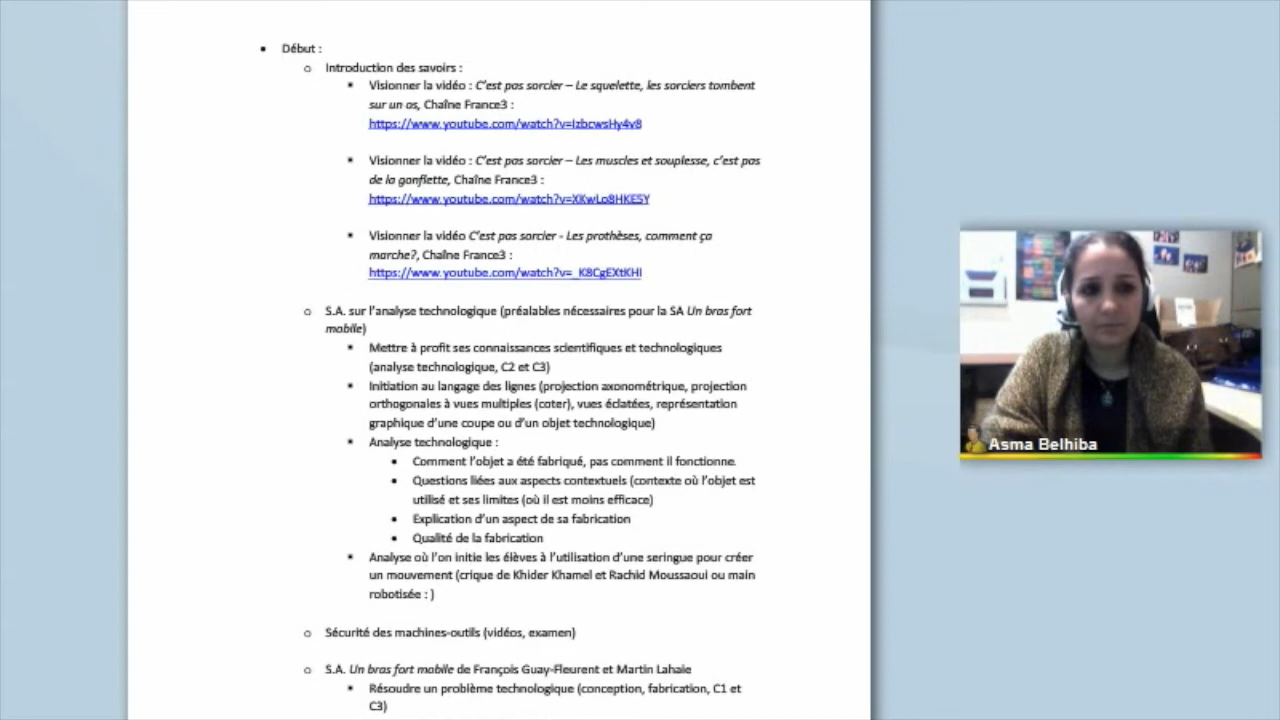 • Début :
o Introduction des savoirs :
▪ Visionner la vidéo : C'est pas sorcier – Le squelette, les sorciers tombent
sur un os, Chaîne France3 :
https://www.youtube.com/watch?v=IzbcwsHy4v8
▪ Visionner la vidéo : C'est pas sorcier – Les muscles et souplesse, c'est pas
de la gonflette, Chaîne France3 :
https://www.youtube.com/watch?v=XKwLo8HKE5Y
▪ Visionner la vidéo C'est pas sorcier - Les prothèses, comment ça
marche?, Chaîne France3 :
https://www.youtube.com/watch?v=_K8CgEXtKHI
o S.A. sur l'analyse technologique (préalables nécessaires pour la SA Un bras fort
mobile)
▪ Mettre à profit ses connaissances scientifiques et technologiques
(analyse technologique, C2 et C3)
▪ Initiation au langage des lignes (projection axonométrique, projection
orthogonales à vues multiples (coter), vues éclatées, représentation
graphique d'une coupe ou d'un objet technologique)
▪ Analyse technologique :
• Comment l'objet a été fabriqué, pas comment il fonctionne.
• Questions liées aux aspects contextuels (contexte où l'objet est
utilisé et ses limites (où il est moins efficace)
• Explication d'un aspect de sa fabrication
• Qualité de la fabrication
▪ Analyse où l'on initie les élèves à l'utilisation d'une seringue pour créer
un mouvement (crique de Khider Khamel et Rachid Moussaoui ou main
robotisée : )
o Sécurité des machines-outils (vidéos, examen)
o S.A. Un bras fort mobile de François Guay-Fleurent et Martin Lahaie
▪ Résoudre un problème technologique (conception, fabrication, C1 et
C3)
Asma Belhiba